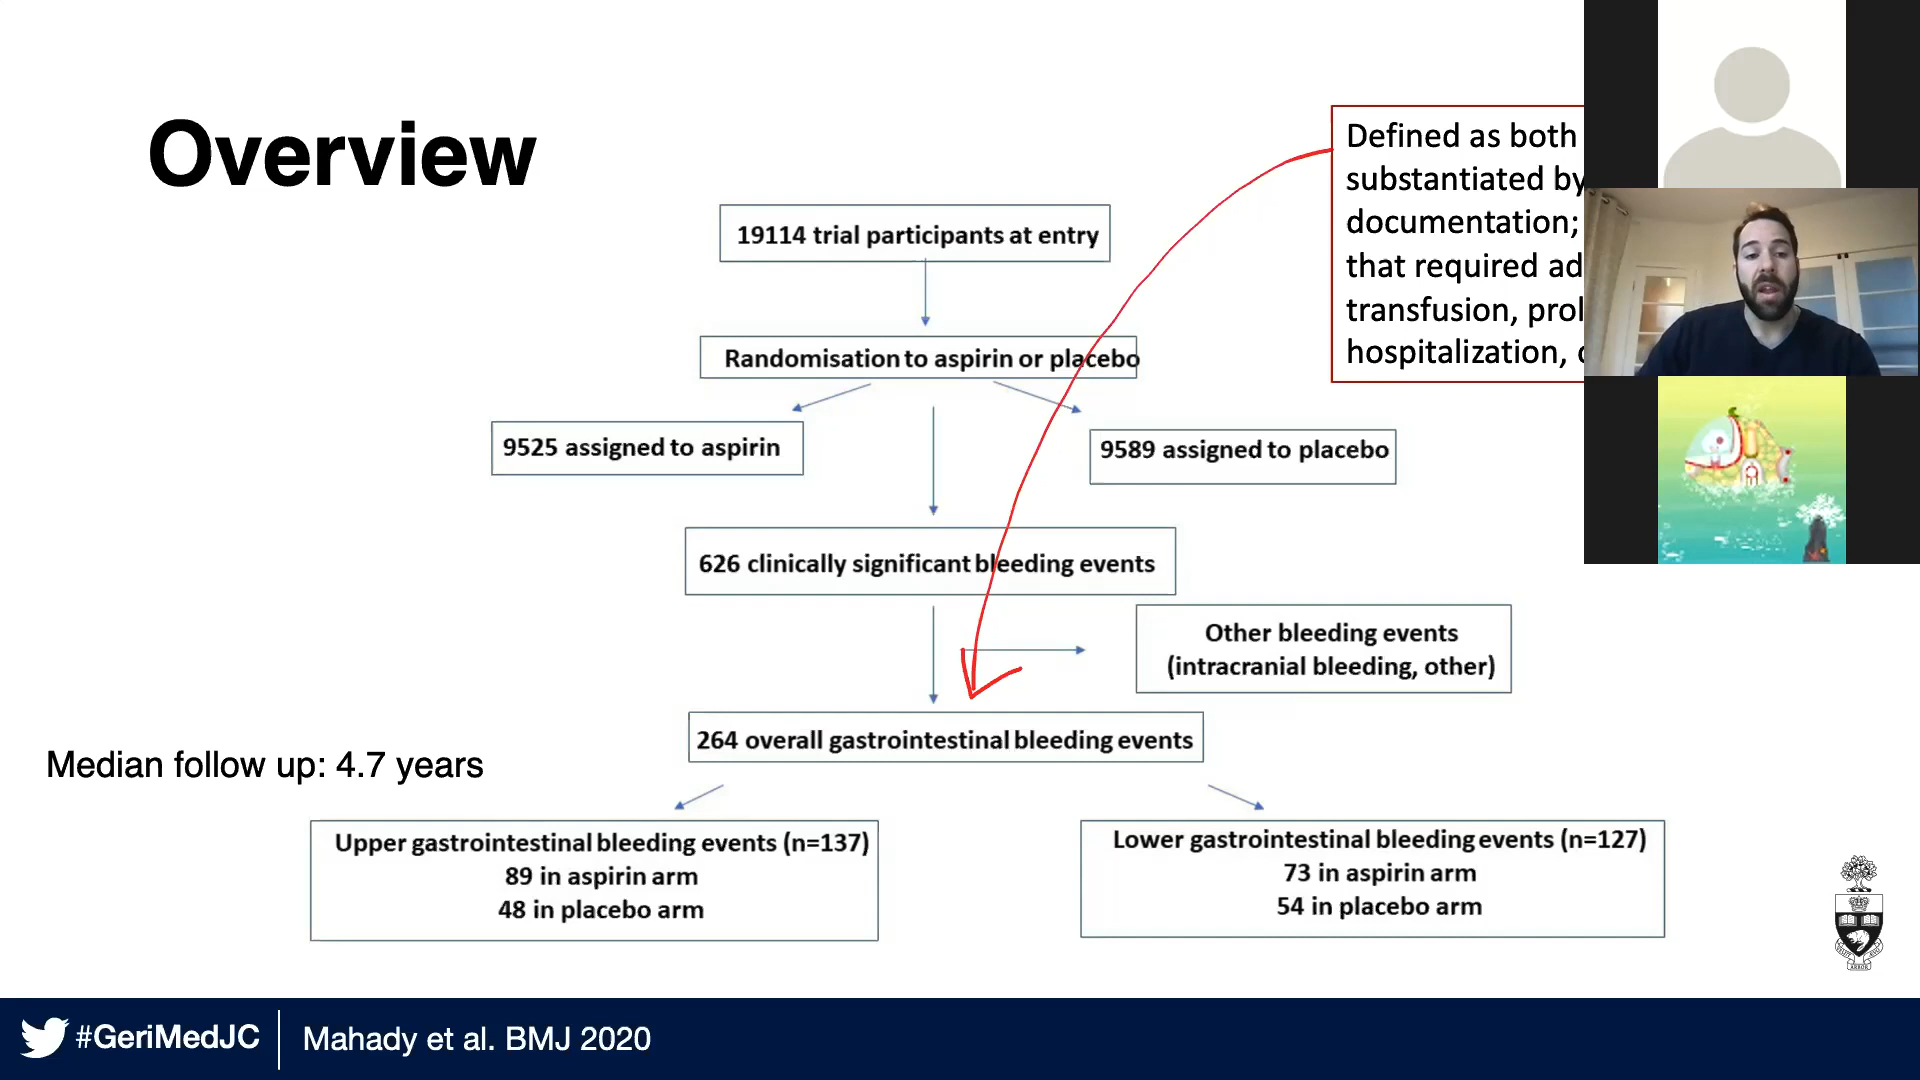 Overview
Defined as both
substantiated by
documentation;
that required ad
transfusion, prol
hospitalization,
19114 trial participants at entry
Randomisation to aspirin or placebo
9525 assigned to aspirin
9589 assigned to placebo
626 clinically significant bleeding events
Other bleeding events
(intracranial bleeding, other)
264 overall gastrointestinal bleeding events
Median follow up: 4.7 years
Upper gastrointestinal bleeding events (n=137)
89 in aspirin arm
48 in placebo arm
Lower gastrointestinal bleeding events (n=127)
73 in aspirin arm
54 in placebo arm
#GeriMedJC
Mahady et al. BMJ 2020